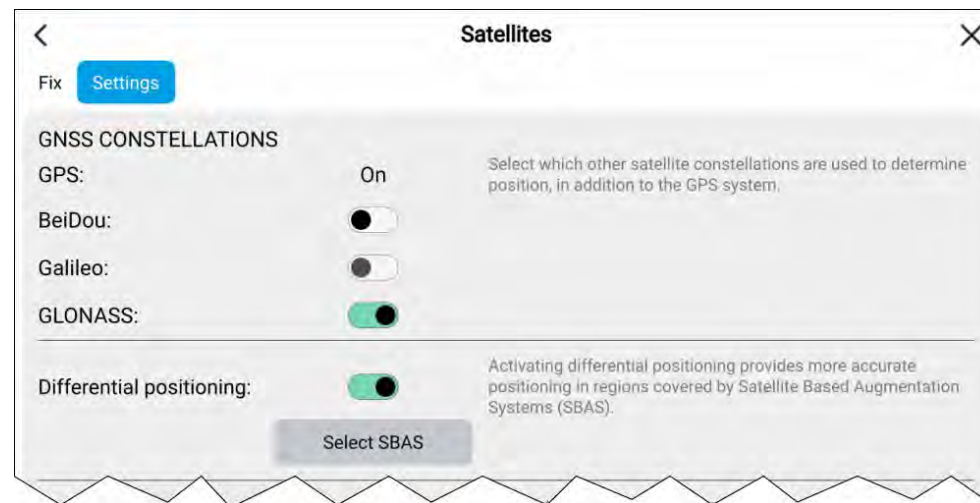 Satellites
Fix Settings
GNSS CONSTELLATIONS
GPS: On
Select which other satellite constellations are used to determine
position, in addition to the GPS system.
BeiDou:
Galileo:
GLONASS:
Differential positioning:
Activating differential positioning provides more accurate
positioning in regions covered by Satellite Based Augmentation
Systems (SBAS).
Select SBAS